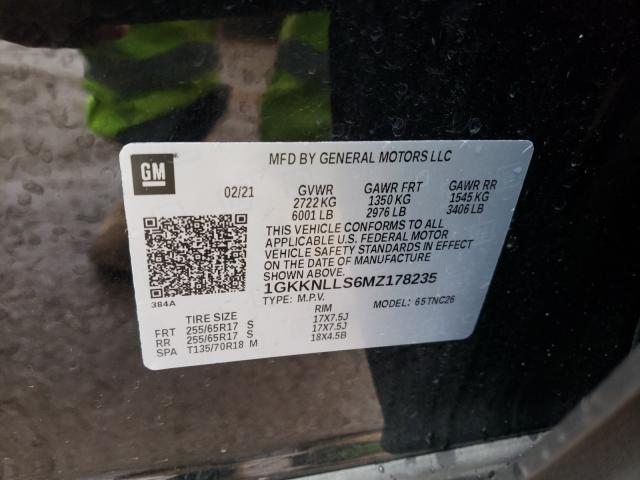 MFD BY GENERAL MOTORS LLC
GM
02/21 GVWR GAWR FRT GAWR RR
2722 KG 1350 KG 1545 KG
6001 LB 2976 LB 3406 LB
THIS VEHICLE CONFORMS TO ALL
APPLICABLE U.S. FEDERAL MOTOR
VEHICLE SAFETY STANDARDS IN EFFECT
ON THE DATE OF MANUFACTURE
SHOWN ABOVE.
1GKKNLLS6MZ178235
384A
TYPE: M.P.V. MODEL: 65TNC26
TIRE SIZE RIM
FRT 255/65R17 S 17X7.5J
RR 255/65R17 S 17X7.5J
SPA T135/70R18 M 18X4.5B